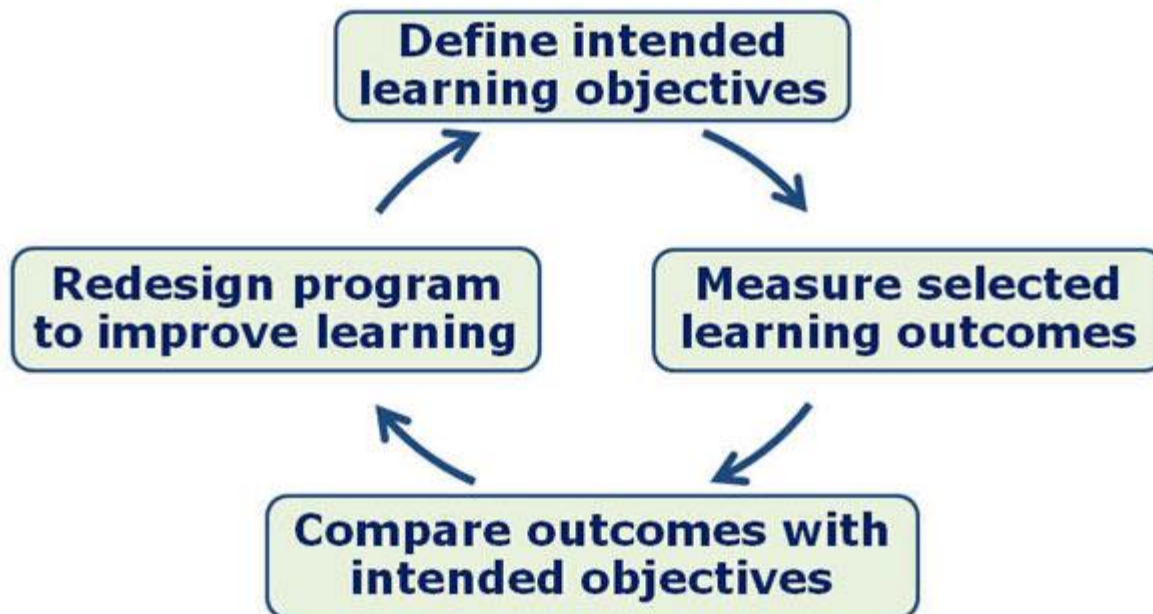 Define intended
learning objectives
Measure selected
learning outcomes
Compare outcomes with
intended objectives
Redesign program
to improve learning